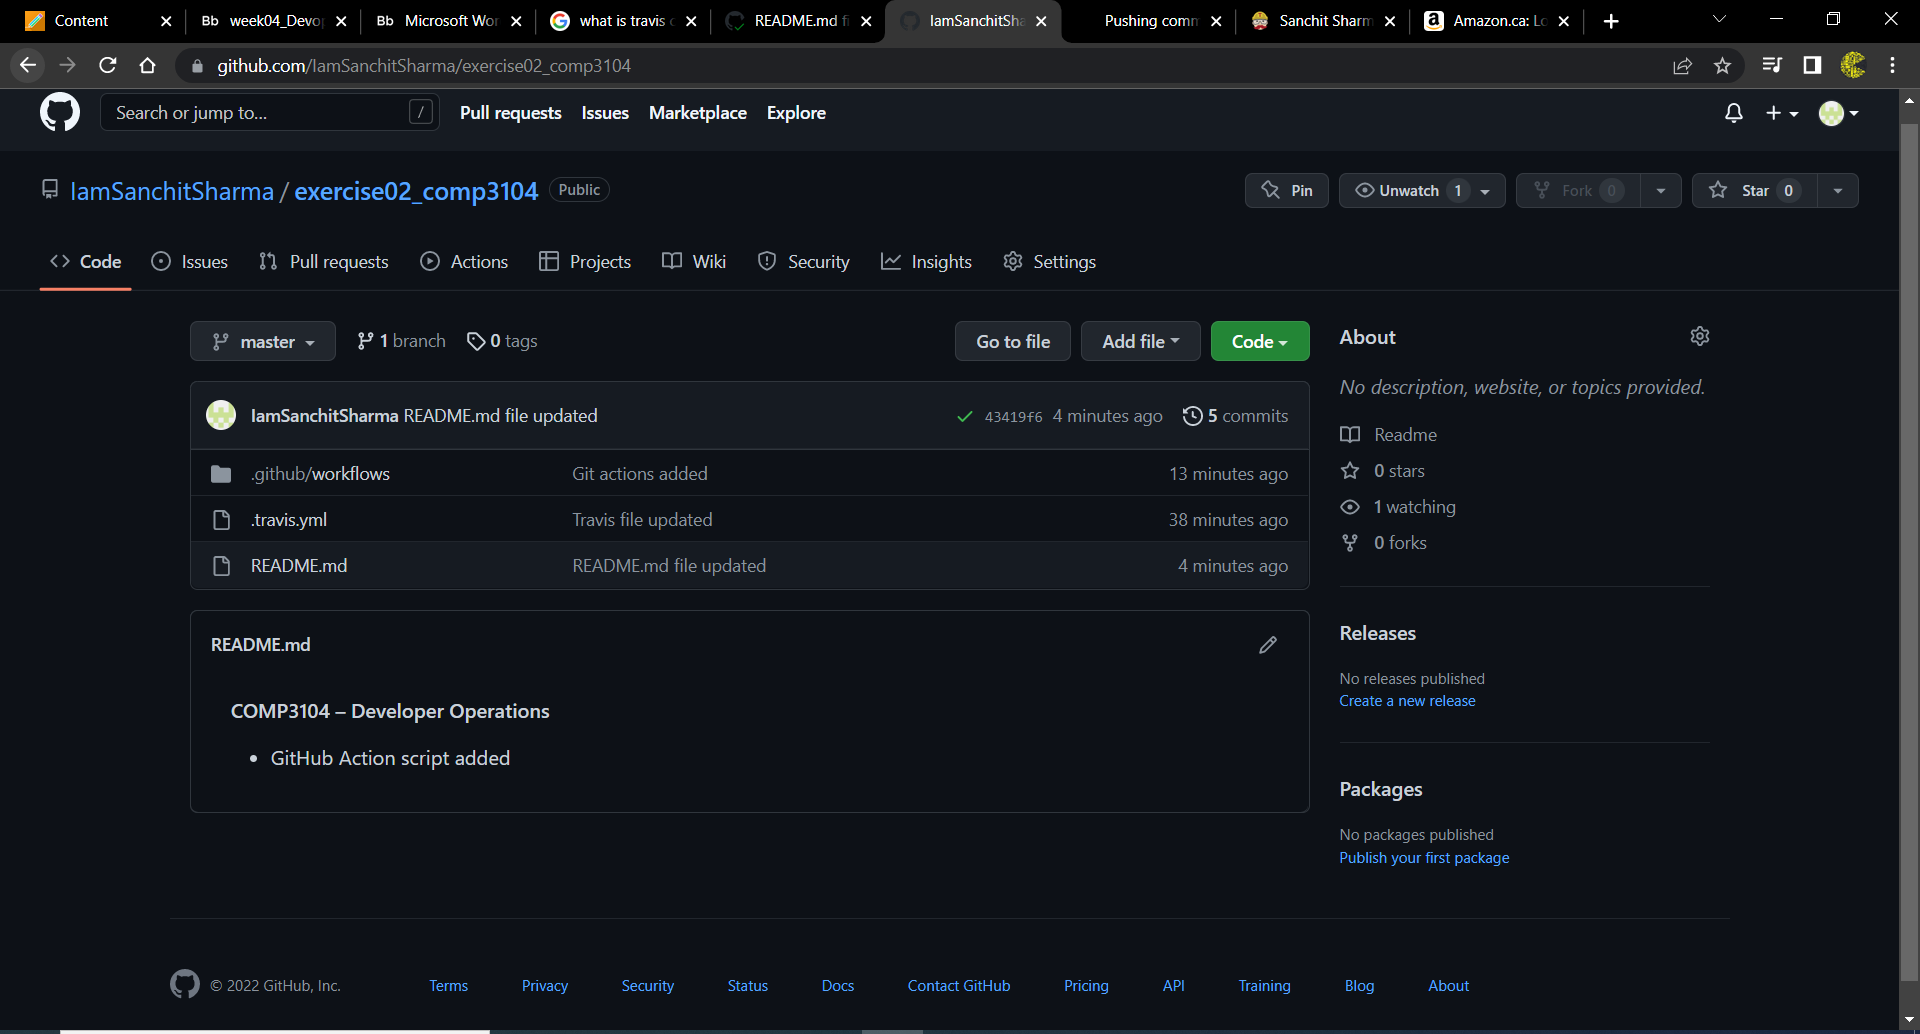 Content
Bb week04_Devo
Bb Microsoft Wor
what is travis
README.md fi
IamSanchitSha
Pushing comm
Sanchit Sharm
a Amazon.ca: Lo
github.com/IamSanchitSharma/exercise02_comp3104
Search or jump to... /
Pull requests Issues Marketplace Explore
IamSanchitSharma / exercise02_comp3104 Public
Pin Unwatch 1 Fork 0 Star 0
Code Issues Pull requests Actions Projects Wiki Security Insights Settings
master 1 branch 0 tags Go to file Add file Code
IamSanchitSharma README.md file updated 43419f6 4 minutes ago 5 commits
.github/workflows Git actions added 13 minutes ago
.travis.yml Travis file updated 38 minutes ago
README.md README.md file updated 4 minutes ago
README.md
COMP3104 – Developer Operations
• GitHub Action script added
About
No description, website, or topics provided.
Readme
0 stars
1 watching
0 forks
Releases
No releases published
Create a new release
Packages
No packages published
Publish your first package
© 2022 GitHub, Inc. Terms Privacy Security Status Docs Contact GitHub Pricing API Training Blog About